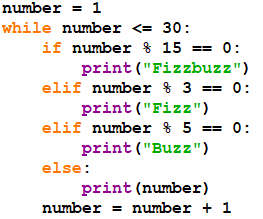 number = 1
while number <= 30:
    if number % 15 == 0:
        print("Fizzbuzz")
    elif number % 3 == 0:
        print("Fizz")
    elif number % 5 == 0:
        print("Buzz")
    else:
        print(number)
    number = number + 1